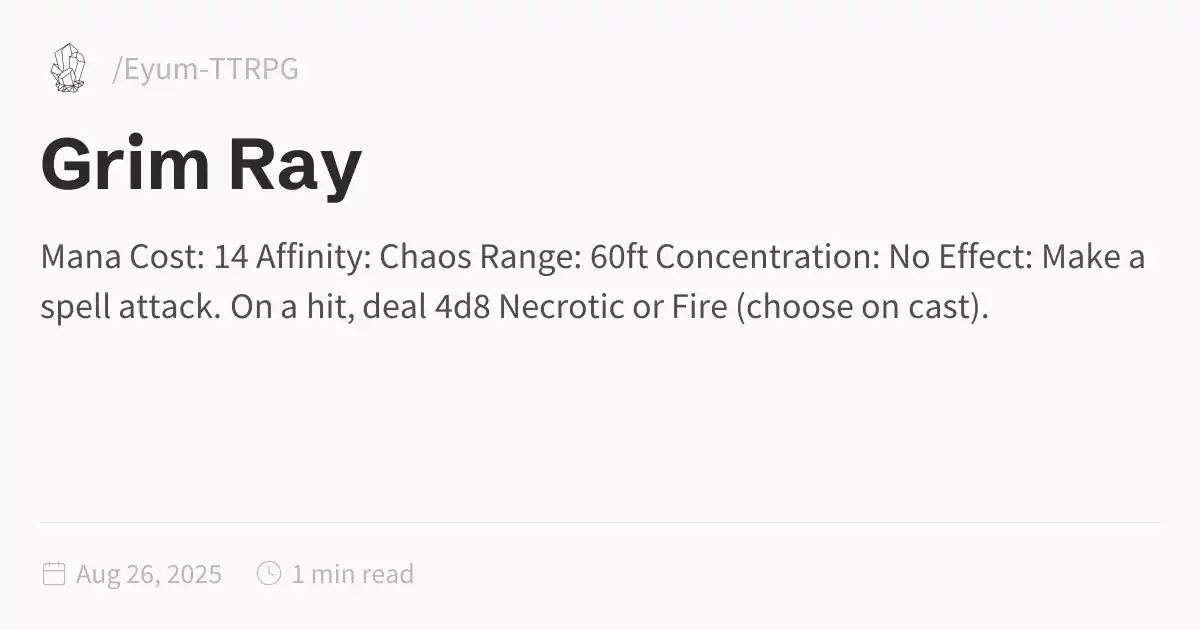 /Eyum-TTRPG
Grim Ray
Mana Cost: 14 Affinity: Chaos Range: 60ft Concentration: No Effect: Make a
spell attack. On a hit, deal 4d8 Necrotic or Fire (choose on cast).
Aug 26, 2025 1 min read